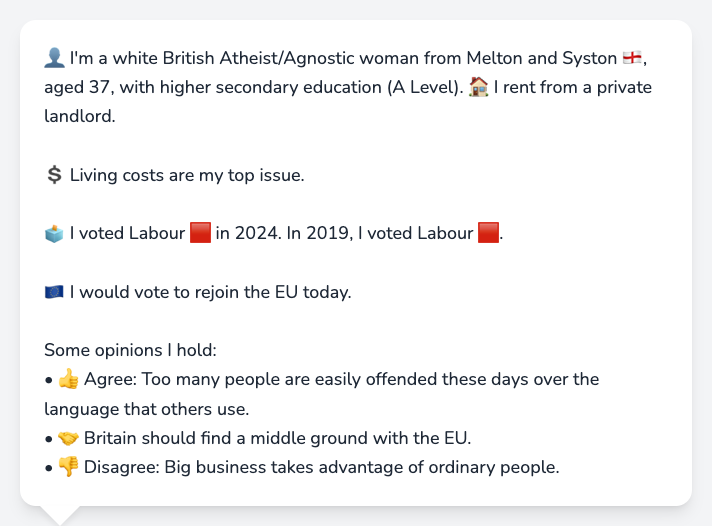 👤 I'm a white British Atheist/Agnostic woman from Melton and Syston 🏴󠁧󠁢󠁥󠁮󠁧󠁿,
aged 37, with higher secondary education (A Level). 🏠 I rent from a private
landlord.
💲 Living costs are my top issue.
🗳️ I voted Labour 🟥 in 2024. In 2019, I voted Labour 🟥.
🇪🇺 I would vote to rejoin the EU today.
Some opinions I hold:
• 👍 Agree: Too many people are easily offended these days over the
language that others use.
• 🤝 Britain should find a middle ground with the EU.
• 👎 Disagree: Big business takes advantage of ordinary people.